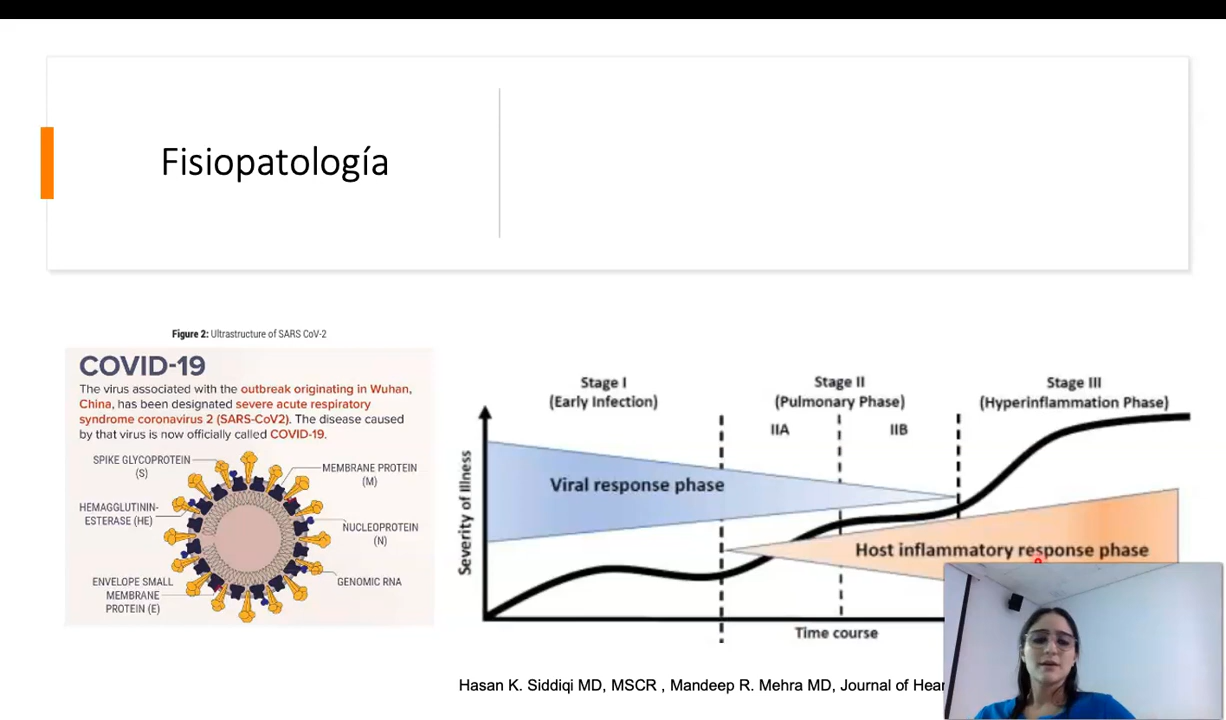 Fisiopatología
Figure 2: Ultrastructure of SARS CoV-2
COVID-19
The virus associated with the outbreak originating in Wuhan,
China, has been designated severe acute respiratory
syndrome coronavirus 2 (SARS-CoV2). The disease caused
by that virus is now officially called COVID-19.
SPIKE GLYCOPROTEIN
(S)
MEMBRANE PROTEIN
(M)
HEMAGGLUTININ-
ESTERASE (HE)
NUCLEOPROTEIN
(N)
ENVELOPE SMALL
MEMBRANE
PROTEIN (E)
GENOMIC RNA
Stage I
(Early Infection)
Stage II
(Pulmonary Phase)
IIA
IIB
Stage III
(Hyperinflammation Phase)
Severity of Illness
Viral response phase
Host inflammatory response phase
Time course
Hasan K. Siddiqi MD, MSCR , Mandeep R. Mehra MD, Journal of